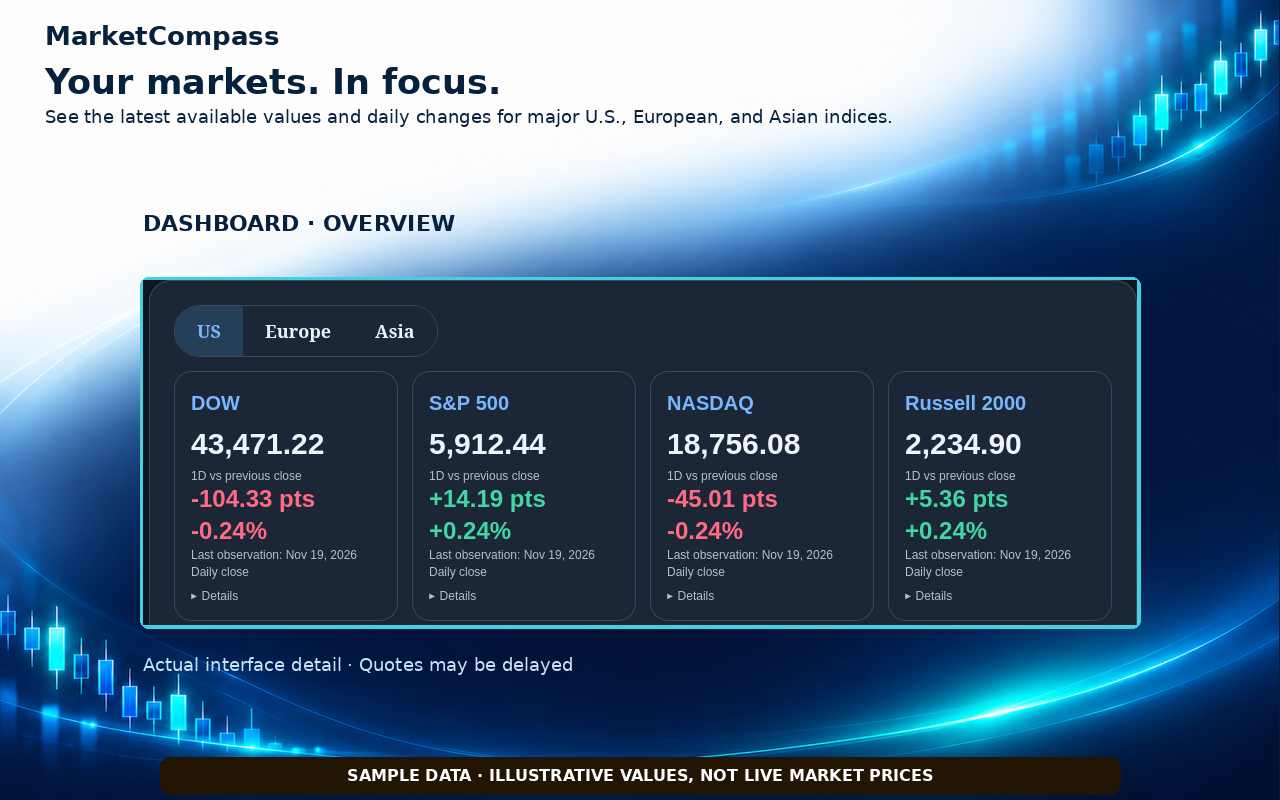 MarketCompass
Your markets. In focus.
See the latest available values and daily changes for major U.S., European, and Asian indices.
DASHBOARD · OVERVIEW
US Europe Asia
DOW
43,471.22
1D vs previous close
-104.33 pts
-0.24%
Last observation: Nov 19, 2026
Daily close
▸ Details
S&P 500
5,912.44
1D vs previous close
+14.19 pts
+0.24%
Last observation: Nov 19, 2026
Daily close
▸ Details
NASDAQ
18,756.08
1D vs previous close
-45.01 pts
-0.24%
Last observation: Nov 19, 2026
Daily close
▸ Details
Russell 2000
2,234.90
1D vs previous close
+5.36 pts
+0.24%
Last observation: Nov 19, 2026
Daily close
▸ Details
Actual interface detail · Quotes may be delayed
SAMPLE DATA · ILLUSTRATIVE VALUES, NOT LIVE MARKET PRICES